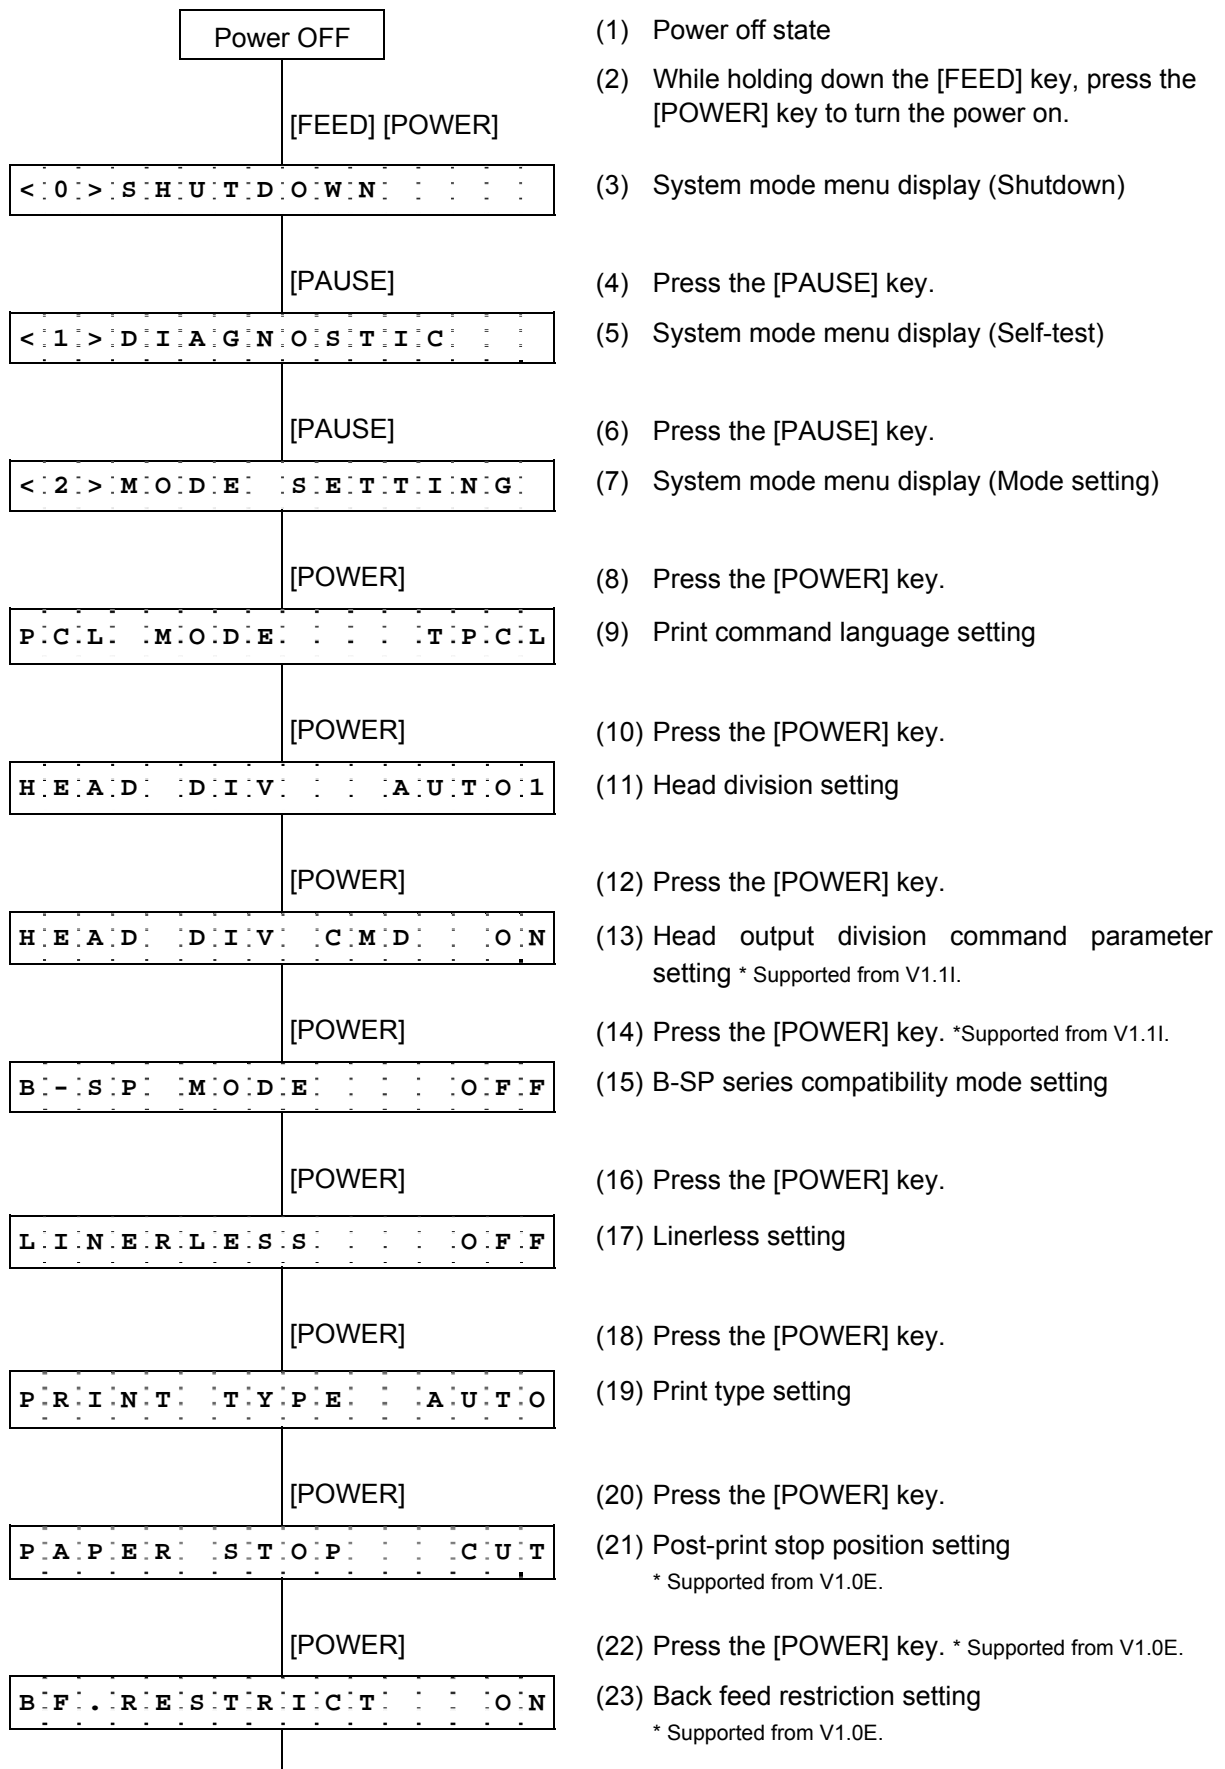 Power OFF
(1) Power off state
(2) While holding down the [FEED] key, press the
[POWER] key to turn the power on.
[FEED] [POWER]
<0>SHUTDOWN
(3) System mode menu display (Shutdown)
[PAUSE]
(4) Press the [PAUSE] key.
<1>DIAGNOSTIC
(5) System mode menu display (Self-test)
[PAUSE]
(6) Press the [PAUSE] key.
<2>MODE SETTING
(7) System mode menu display (Mode setting)
[POWER]
(8) Press the [POWER] key.
PCL MODE TPCL
(9) Print command language setting
[POWER]
(10) Press the [POWER] key.
HEAD DIV AUTO1
(11) Head division setting
[POWER]
(12) Press the [POWER] key.
HEAD DIV CMD ON
(13) Head output division command parameter
setting * Supported from V1.1I.
[POWER]
(14) Press the [POWER] key. *Supported from V1.1I.
B-SP MODE OFF
(15) B-SP series compatibility mode setting
[POWER]
(16) Press the [POWER] key.
LINERLESS OFF
(17) Linerless setting
[POWER]
(18) Press the [POWER] key.
PRINT TYPE AUTO
(19) Print type setting
[POWER]
(20) Press the [POWER] key.
PAPER STOP CUT
(21) Post-print stop position setting
* Supported from V1.0E.
[POWER]
(22) Press the [POWER] key. * Supported from V1.0E.
BF.RESTRICT ON
(23) Back feed restriction setting
* Supported from V1.0E.